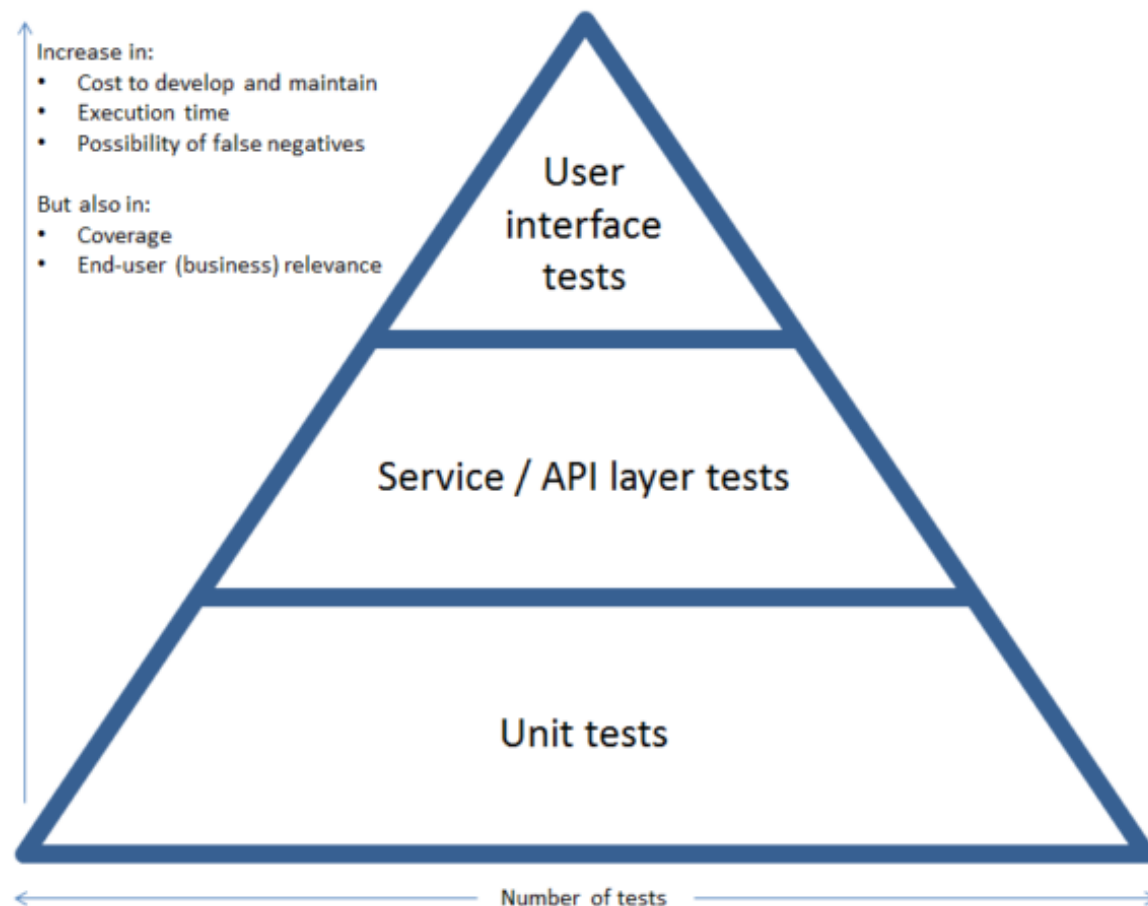 Increase in:
• Cost to develop and maintain
• Execution time
• Possibility of false negatives
But also in:
• Coverage
• End-user (business) relevance
User
interface
tests
Service / API layer tests
Unit tests
Number of tests